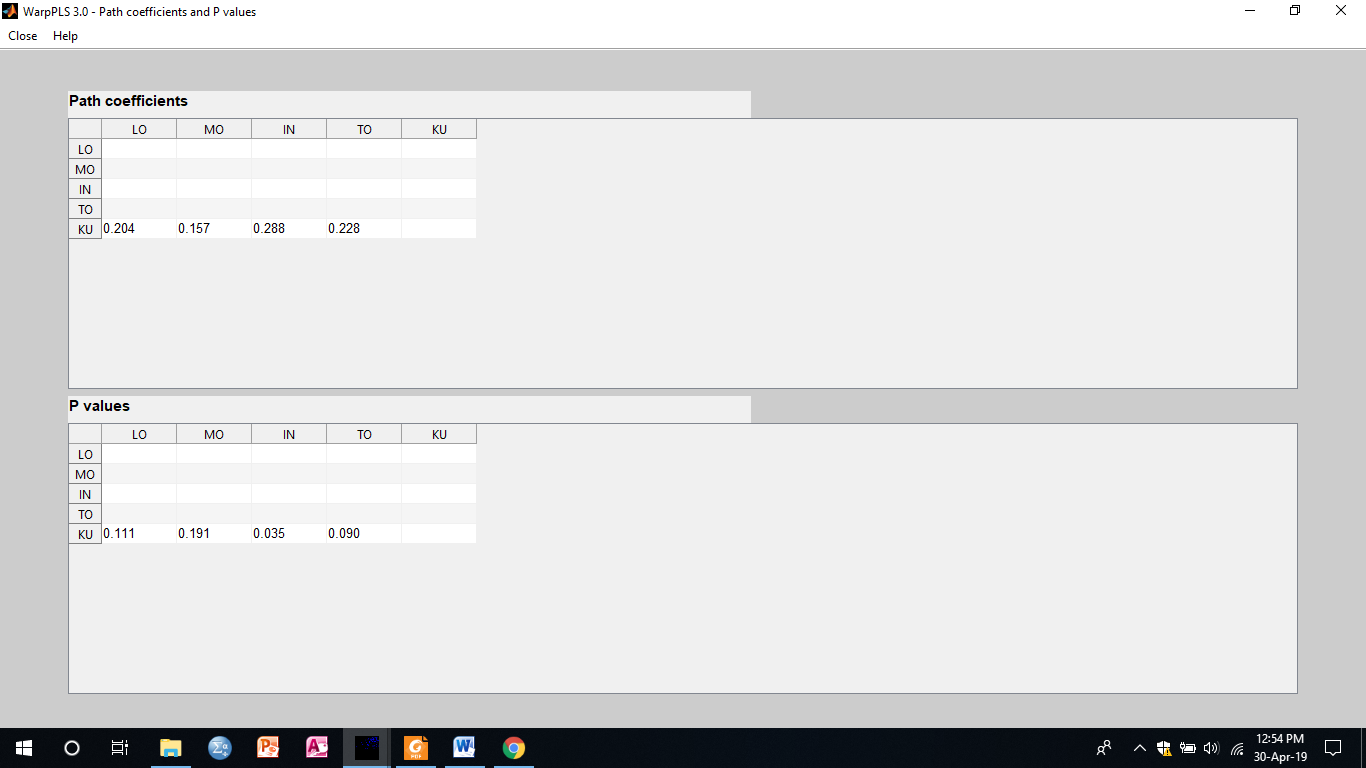 WarpPLS 3.0 - Path coefficients and P values
Close Help
Path coefficients
LO MO IN TO KU
LO
MO
IN
TO
KU 0.204 0.157 0.288 0.228
P values
LO MO IN TO KU
LO
MO
IN
TO
KU 0.111 0.191 0.035 0.090
12:54 PM
30-Apr-19